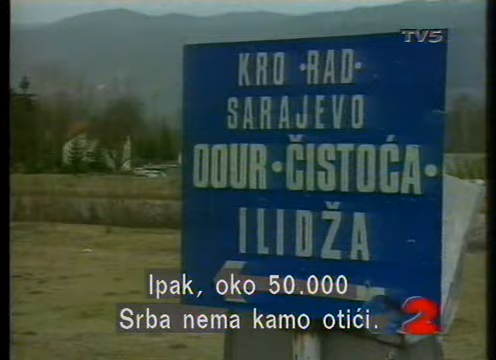 TV5
KRO •RAD•
SARAJEVO
OOUR•ČISTOĆA•
ILIDŽA
Ipak, oko 50.000
Srba nema kamo otići.
2